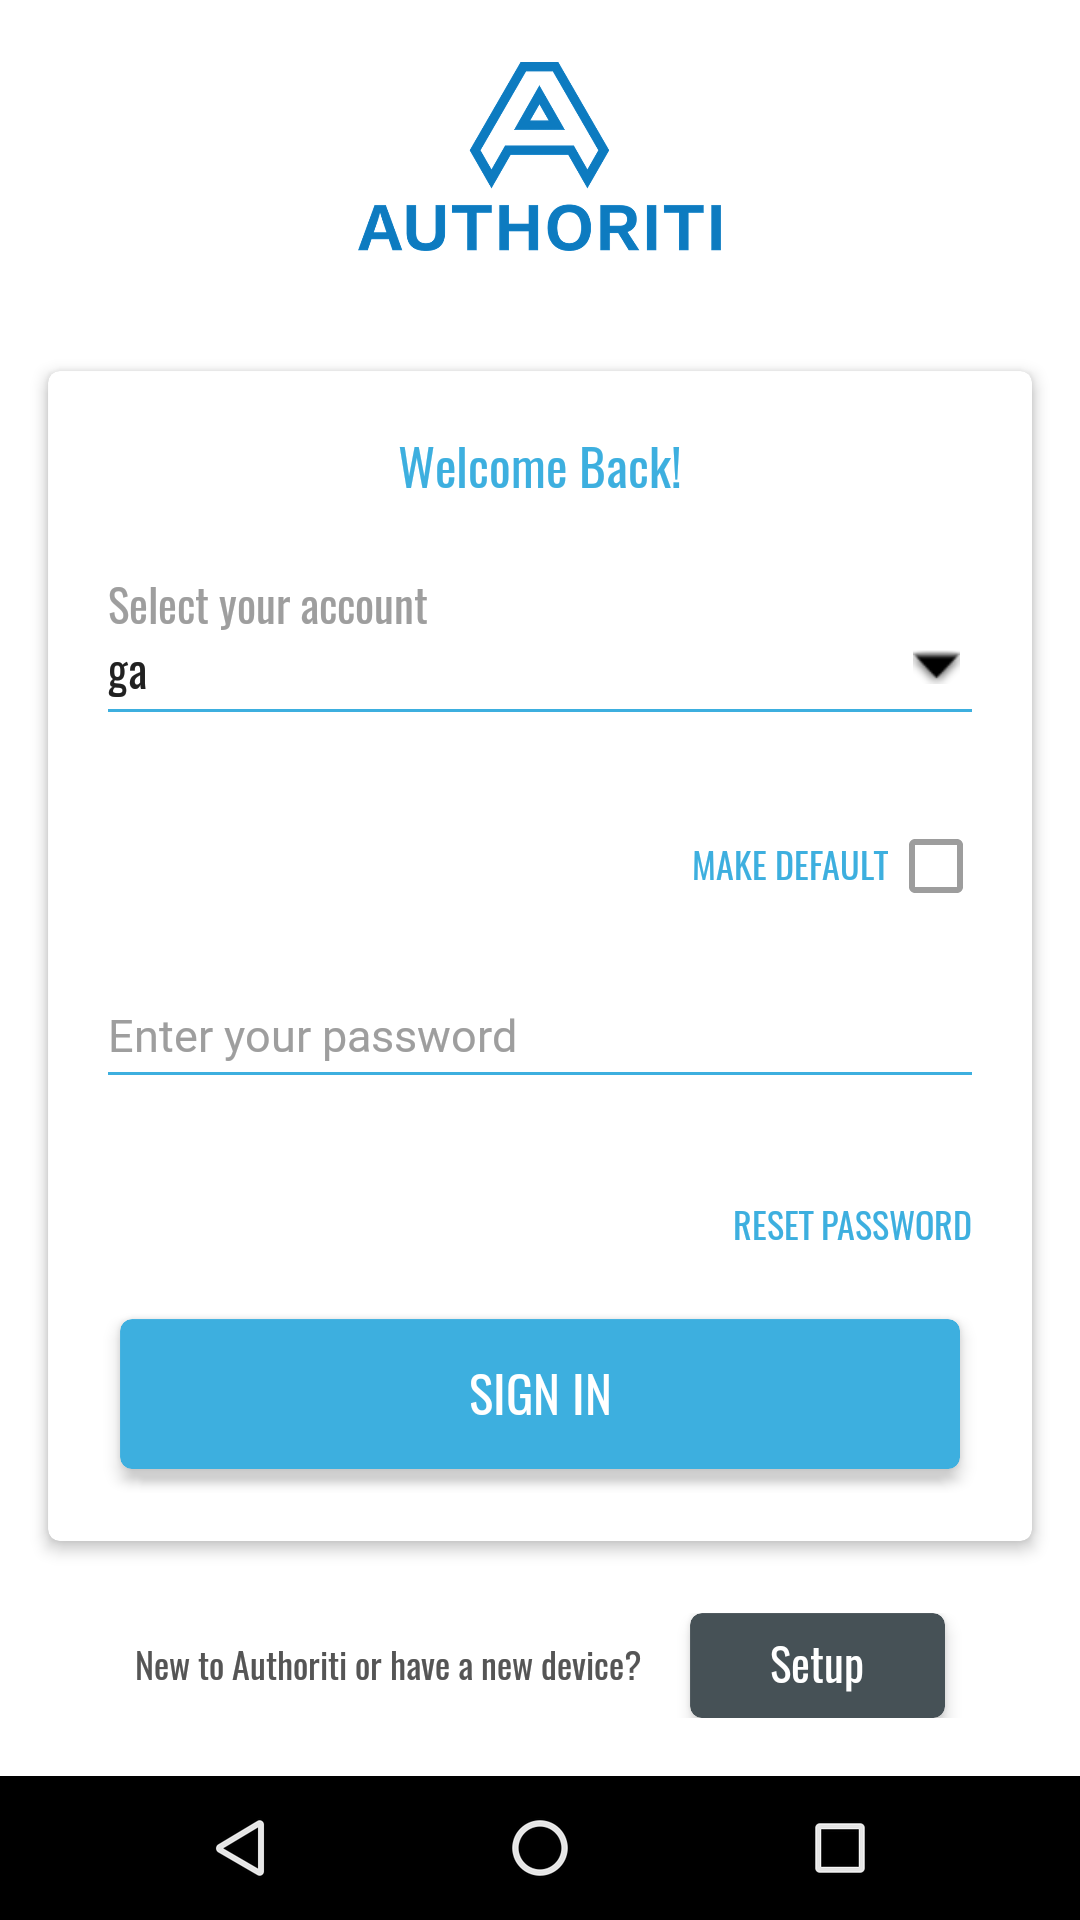 AUTHORITI
Welcome Back!
Select your account
ga
MAKE DEFAULT
Enter your password
RESET PASSWORD
SIGN IN
New to Authoriti or have a new device?
Setup